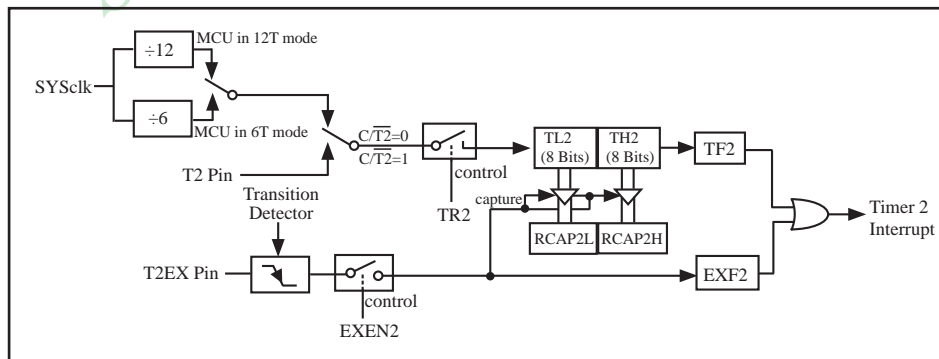 ÷12
MCU in 12T mode
SYSclk
÷6
MCU in 6T mode
C/T2=0
C/T2=1
TL2
(8 Bits)
TH2
(8 Bits)
TF2
control
T2 Pin
TR2
capture
Transition
Detector
RCAP2L
RCAP2H
Timer 2
Interrupt
T2EX Pin
control
EXF2
EXEN2